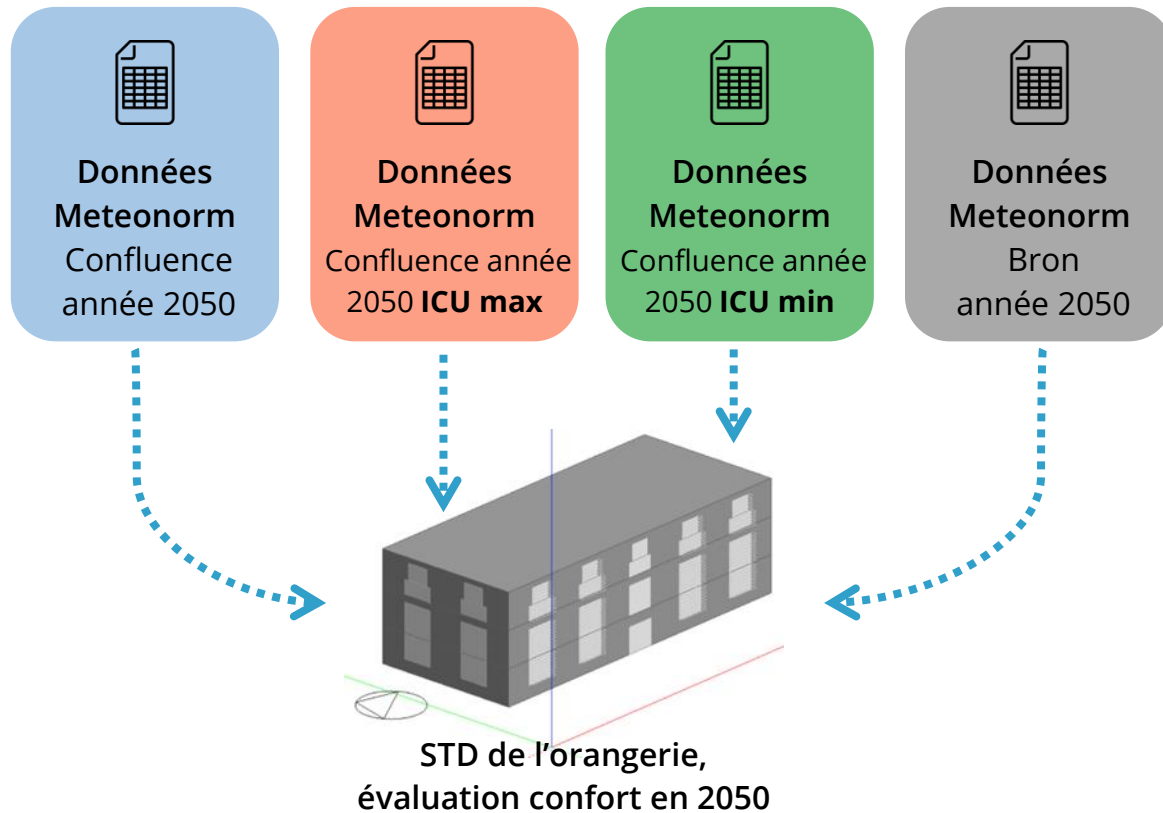 Données
Meteonorm
Confluence
année 2050
Données
Meteonorm
Confluence année
2050 ICU max
Données
Meteonorm
Confluence année
2050 ICU min
Données
Meteonorm
Bron
année 2050
STD de l'orangerie,
évaluation confort en 2050